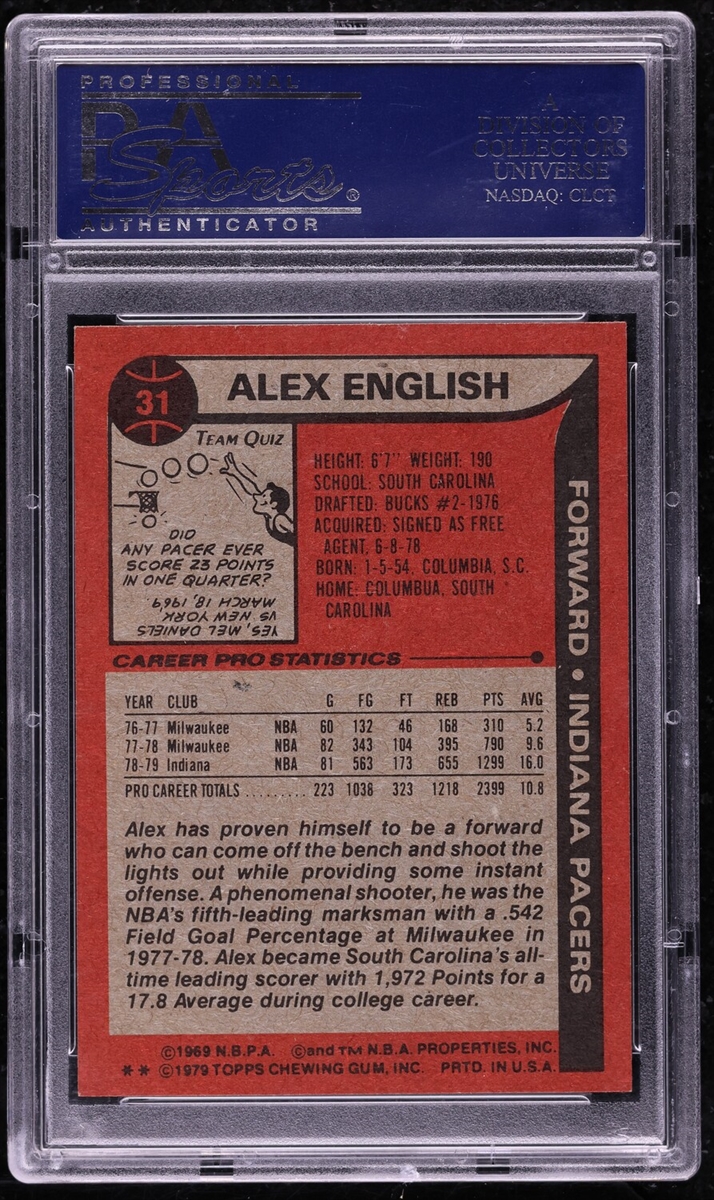 PROFESSIONAL
PSA
Sports®
AUTHENTICATOR
A
DIVISION OF
COLLECTORS
UNIVERSE
NASDAQ: CLCT
31
ALEX ENGLISH
TEAM QUIZ
DID
ANY PACER EVER
SCORE 23 POINTS
IN ONE QUARTER?
YES, MEL DANIELS
VS NEW YORK,
MARCH 18, 1969.
HEIGHT: 6'7" WEIGHT: 190
SCHOOL: SOUTH CAROLINA
DRAFTED: BUCKS #2-1976
ACQUIRED: SIGNED AS FREE
AGENT, 6-8-78
BORN: 1-5-54, COLUMBIA, S.C.
HOME: COLUMBUA, SOUTH
CAROLINA
FORWARD • INDIANA PACERS
CAREER PRO STATISTICS
YEAR CLUB G FG FT REB PTS AVG
76-77 Milwaukee NBA 60 132 46 168 310 5.2
77-78 Milwaukee NBA 82 343 104 395 790 9.6
78-79 Indiana NBA 81 563 173 655 1299 16.0
PRO CAREER TOTALS ......... 223 1038 323 1218 2399 10.8
Alex has proven himself to be a forward
who can come off the bench and shoot the
lights out while providing some instant
offense. A phenomenal shooter, he was the
NBA's fifth-leading marksman with a .542
Field Goal Percentage at Milwaukee in
1977-78. Alex became South Carolina's all-
time leading scorer with 1,972 Points for a
17.8 Average during college career.
©1969 N.B.P.A. ©and TM N.B.A. PROPERTIES, INC.
** ©1979 TOPPS CHEWING GUM, INC. PRTD. IN U.S.A.